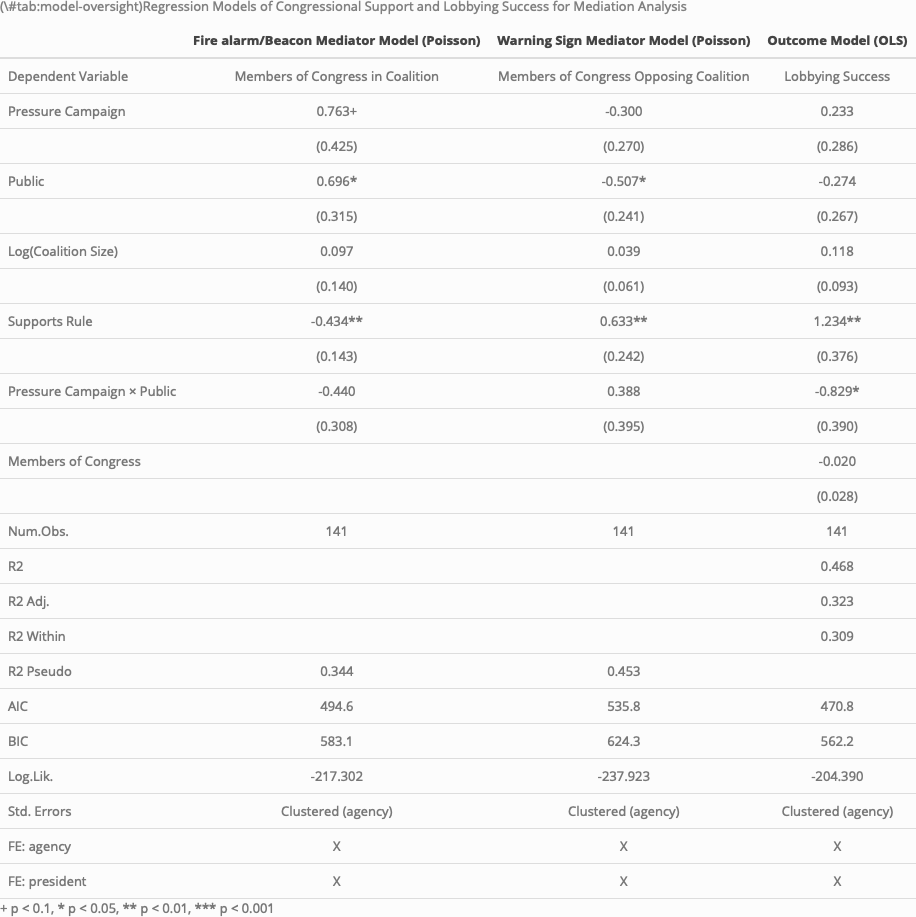 (\#tab:model-oversight)Regression Models of Congressional Support and Lobbying Success for Mediation Analysis
Fire alarm/Beacon Mediator Model (Poisson) Warning Sign Mediator Model (Poisson) Outcome Model (OLS)
Dependent Variable Members of Congress in Coalition Members of Congress Opposing Coalition Lobbying Success
Pressure Campaign 0.763+ -0.300 0.233
(0.425) (0.270) (0.286)
Public 0.696* -0.507* -0.274
(0.315) (0.241) (0.267)
Log(Coalition Size) 0.097 0.039 0.118
(0.140) (0.061) (0.093)
Supports Rule -0.434** 0.633** 1.234**
(0.143) (0.242) (0.376)
Pressure Campaign × Public -0.440 0.388 -0.829*
(0.308) (0.395) (0.390)
Members of Congress -0.020
(0.028)
Num.Obs. 141 141 141
R2 0.468
R2 Adj. 0.323
R2 Within 0.309
R2 Pseudo 0.344 0.453
AIC 494.6 535.8 470.8
BIC 583.1 624.3 562.2
Log.Lik. -217.302 -237.923 -204.390
Std. Errors Clustered (agency) Clustered (agency) Clustered (agency)
FE: agency X X X
FE: president X X X
+ p < 0.1, * p < 0.05, ** p < 0.01, *** p < 0.001